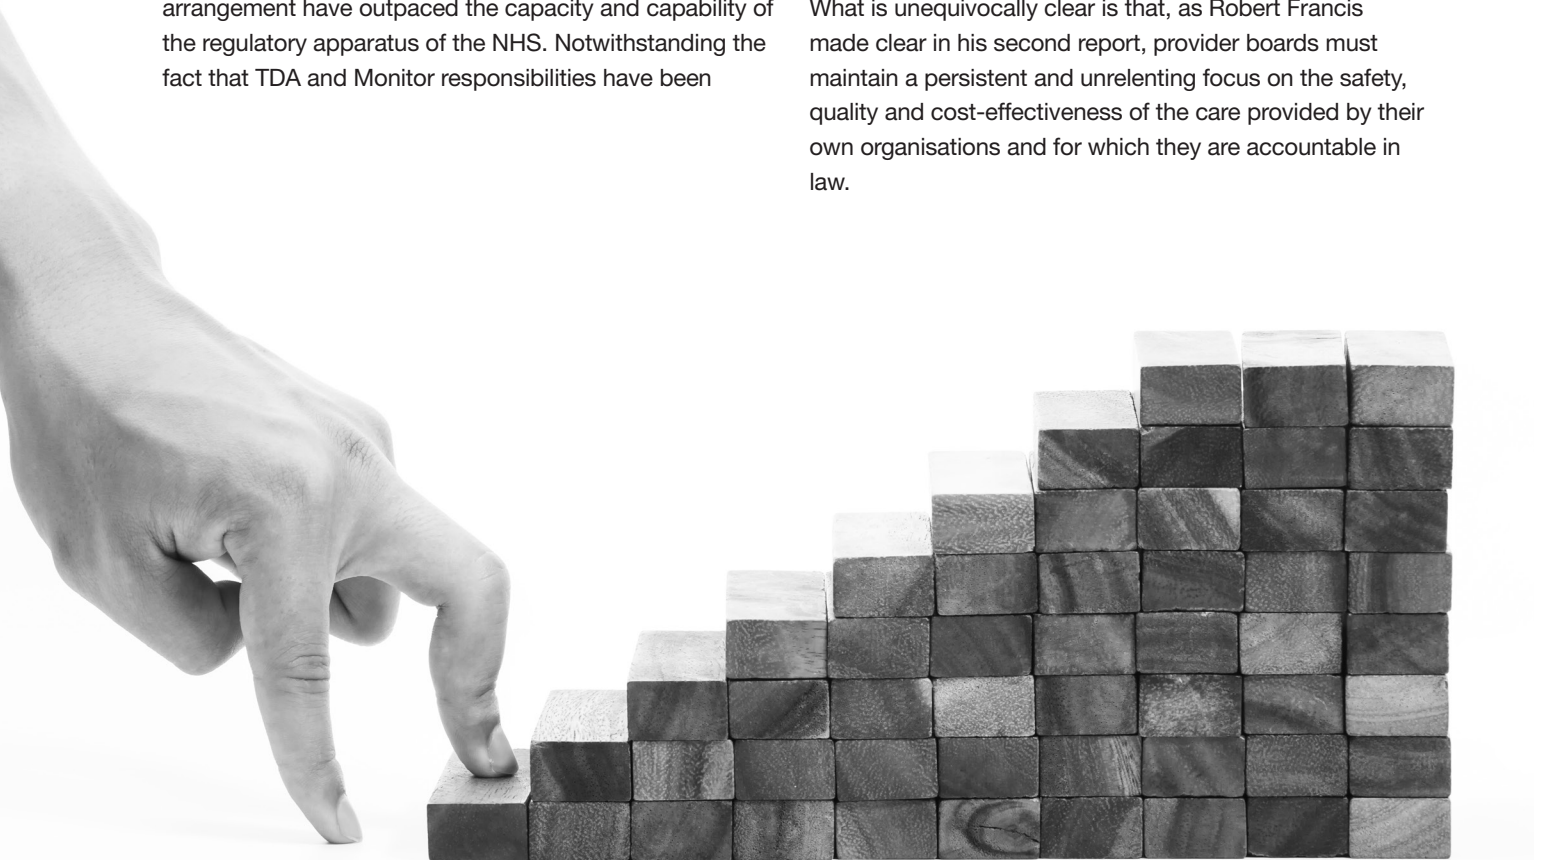 arrangement have outpaced the capacity and capability of
the regulatory apparatus of the NHS. Notwithstanding the
fact that TDA and Monitor responsibilities have been
What is unequivocally clear is that, as Robert Francis
made clear in his second report, provider boards must
maintain a persistent and unrelenting focus on the safety,
quality and cost-effectiveness of the care provided by their
own organisations and for which they are accountable in
law.